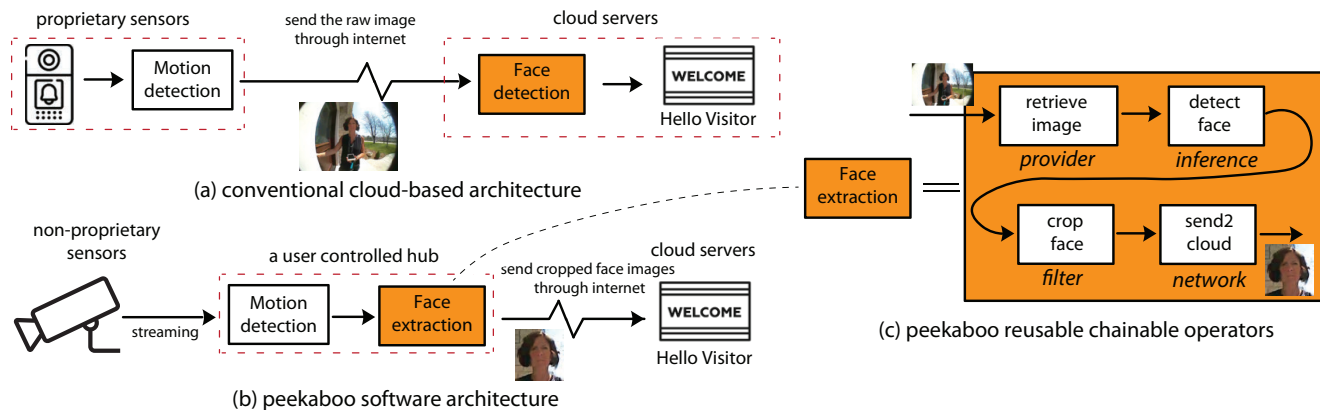 proprietary sensors
Motion
detection
send the raw image
through internet
cloud servers
Face
detection
WELCOME
Hello Visitor
(a) conventional cloud-based architecture
non-proprietary
sensors
streaming
a user controlled hub
Motion
detection
Face
extraction
send cropped face images
through internet
cloud servers
WELCOME
Hello Visitor
(b) peekaboo software architecture
Face
extraction
retrieve
image
provider
detect
face
inference
crop
face
filter
send2
cloud
network
(c) peekaboo reusable chainable operators